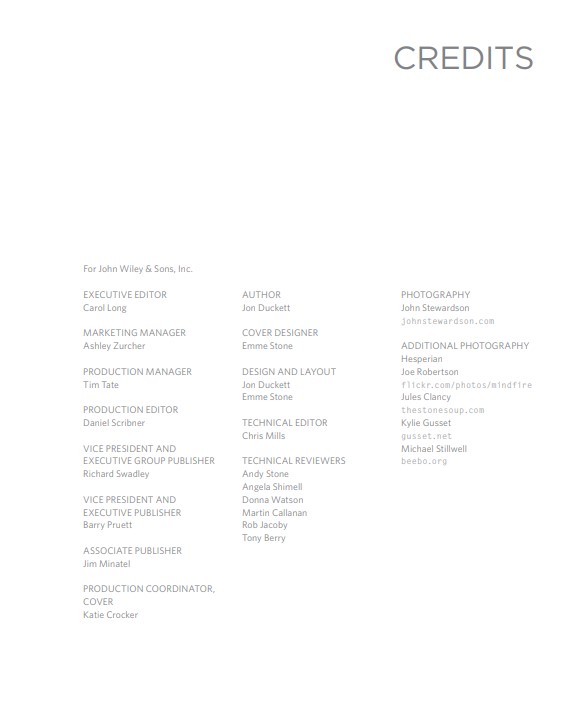 CREDITS
For John Wiley & Sons, Inc.
EXECUTIVE EDITOR
Carol Long
MARKETING MANAGER
Ashley Zurcher
PRODUCTION MANAGER
Tim Tate
PRODUCTION EDITOR
Daniel Scribner
VICE PRESIDENT AND
EXECUTIVE GROUP PUBLISHER
Richard Swadley
VICE PRESIDENT AND
EXECUTIVE PUBLISHER
Barry Pruett
ASSOCIATE PUBLISHER
Jim Minatel
PRODUCTION COORDINATOR,
COVER
Katie Crocker
AUTHOR
Jon Duckett
COVER DESIGNER
Emme Stone
DESIGN AND LAYOUT
Jon Duckett
Emme Stone
TECHNICAL EDITOR
Chris Mills
TECHNICAL REVIEWERS
Andy Stone
Angela Shimell
Donna Watson
Martin Callanan
Rob Jacoby
Tony Berry
PHOTOGRAPHY
John Stewardson
johnstewardson.com
ADDITIONAL PHOTOGRAPHY
Hesperian
Joe Robertson
flickr.com/photos/mindfire
Jules Clancy
thestonesoup.com
Kylie Gusset
gusset.net
Michael Stillwell
beebo.org